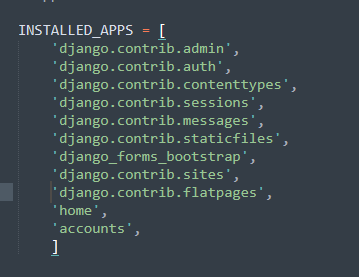 INSTALLED_APPS = [
'django.contrib.admin',
'django.contrib.auth',
'django.contrib.contenttypes',
'django.contrib.sessions',
'django.contrib.messages',
'django.contrib.staticfiles',
'django_forms_bootstrap',
'django.contrib.sites',
'django.contrib.flatpages',
'home',
'accounts',
]